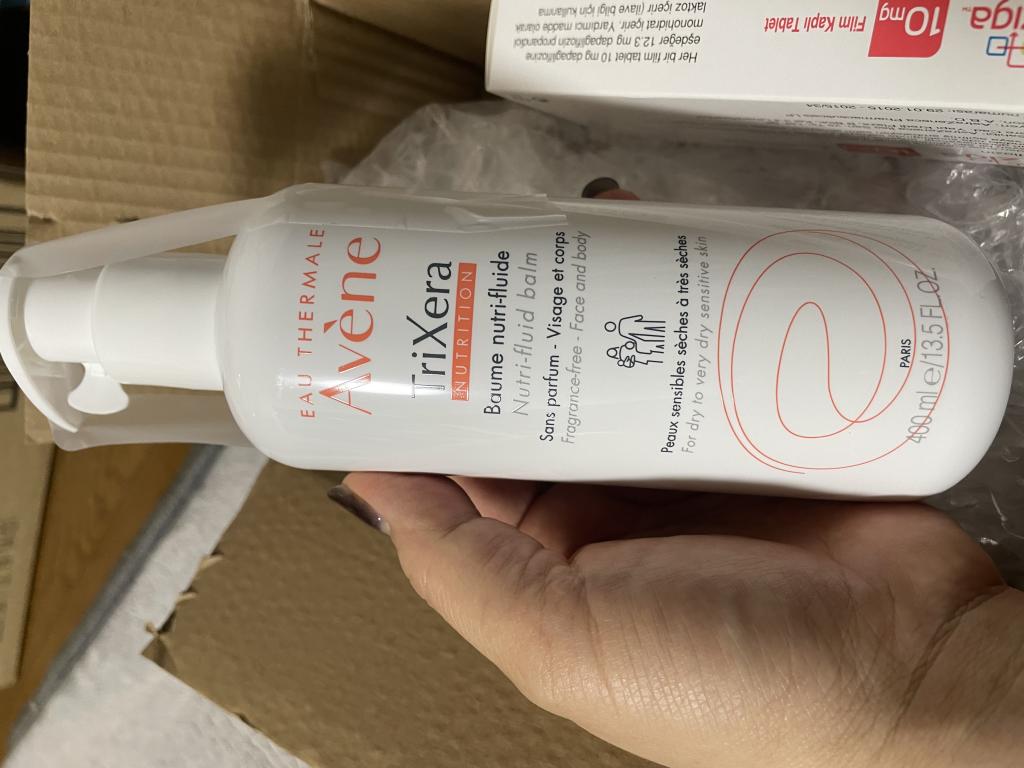 EAU THERMALE
Avène
TriXera
NUTRITION
Baume nutri-fluide
Nutri-fluid balm
Sans parfum - Visage et corps
Fragrance-free - Face and body
Peaux sensibles sèches à très sèches
For dry to very dry sensitive skin
PARIS
400 ml e/13.5 FL.OZ.
iga
10 mg
Film Kaplı Tablet
Her bir film tablet 10 mg dapagliflozine
eşdeğer 12.3 mg dapagliflozin propandiol
monohidrat içerir. Yardımcı madde olarak
laktoz içerir (ilave bilgi için kullanma